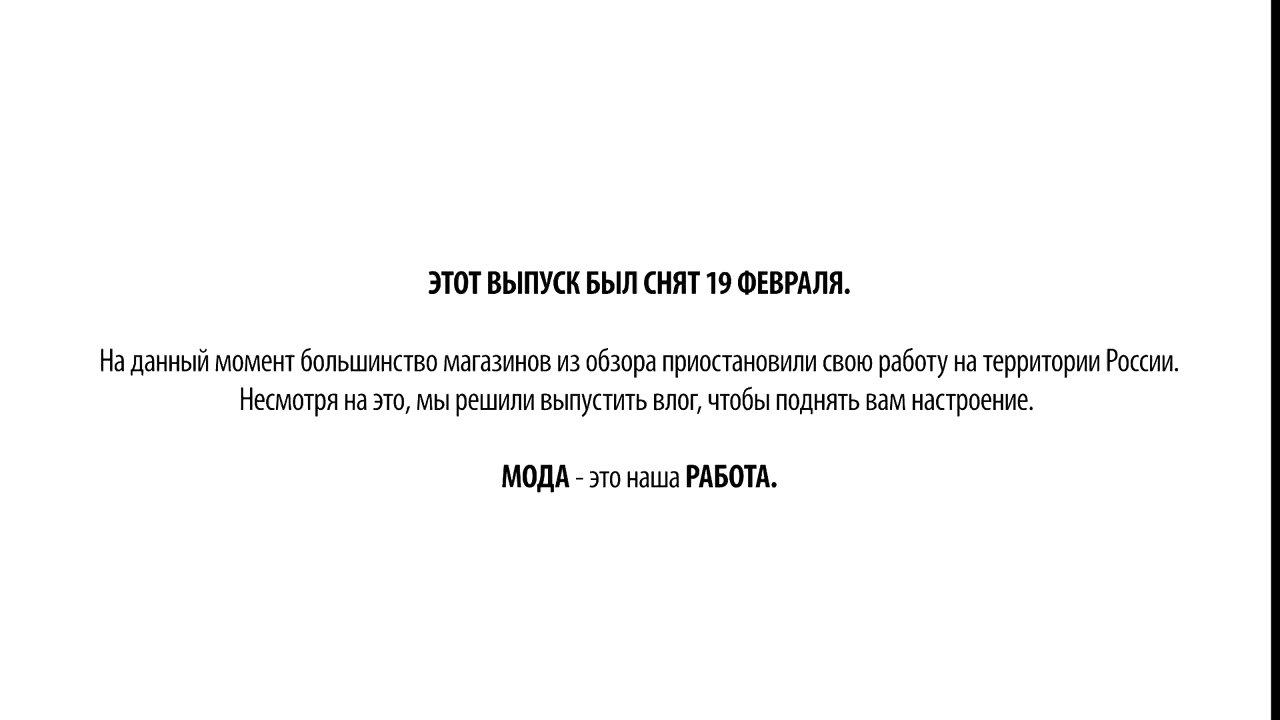 ЭТОТ ВЫПУСК БЫЛ СНЯТ 19 ФЕВРАЛЯ.
На данный момент большинство магазинов из обзора приостановили свою работу на территории России.
Несмотря на это, мы решили выпустить влог, чтобы поднять вам настроение.
МОДА - это наша РАБОТА.